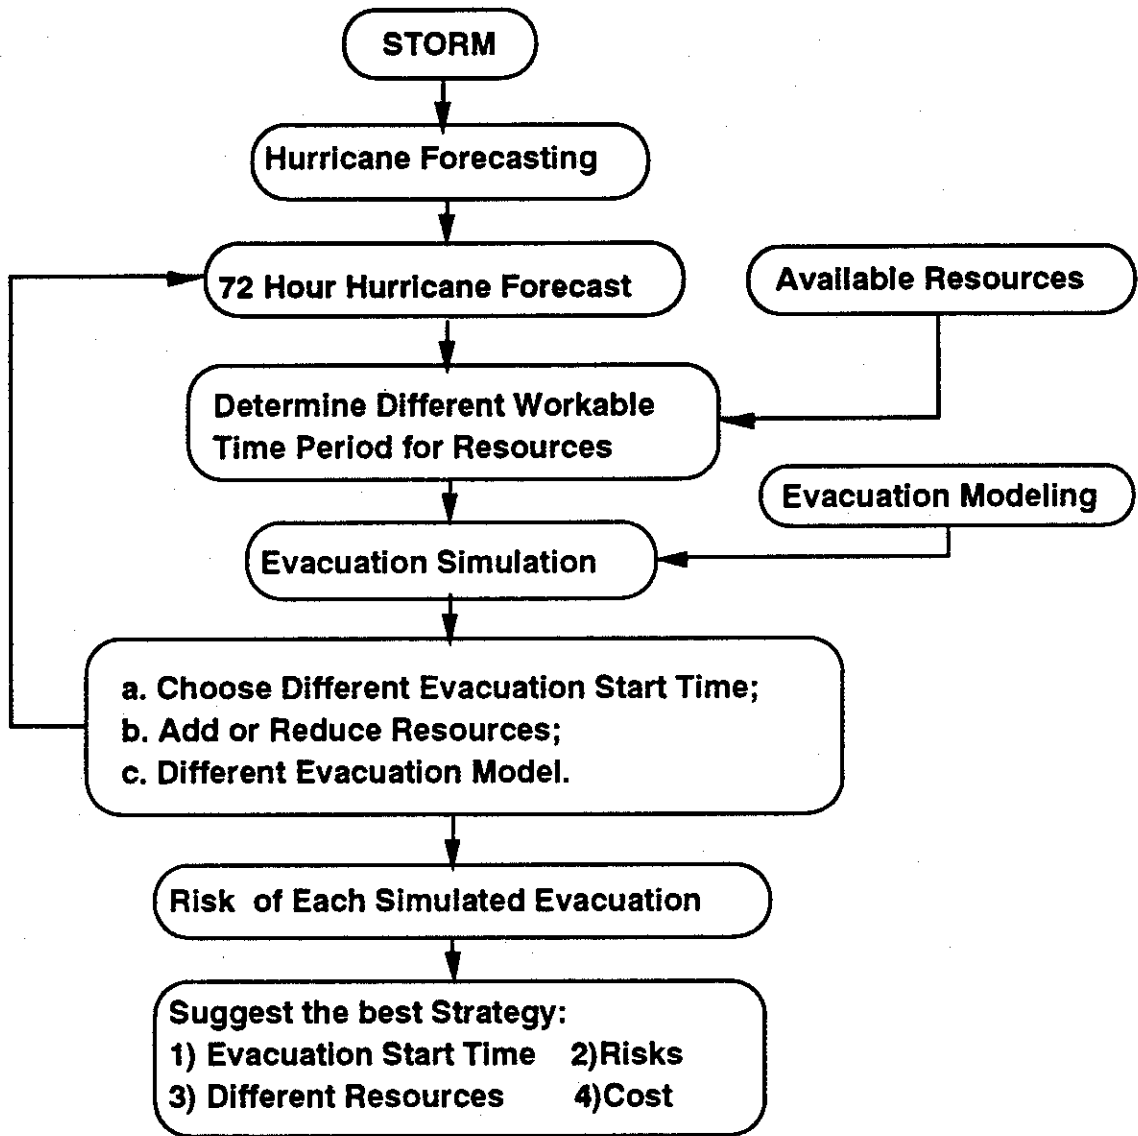 STORM
Hurricane Forecasting
72 Hour Hurricane Forecast
Available Resources
Determine Different Workable
Time Period for Resources
Evacuation Modeling
Evacuation Simulation
a. Choose Different Evacuation Start Time;
b. Add or Reduce Resources;
c. Different Evacuation Model.
Risk of Each Simulated Evacuation
Suggest the best Strategy:
1) Evacuation Start Time 2)Risks
3) Different Resources 4)Cost